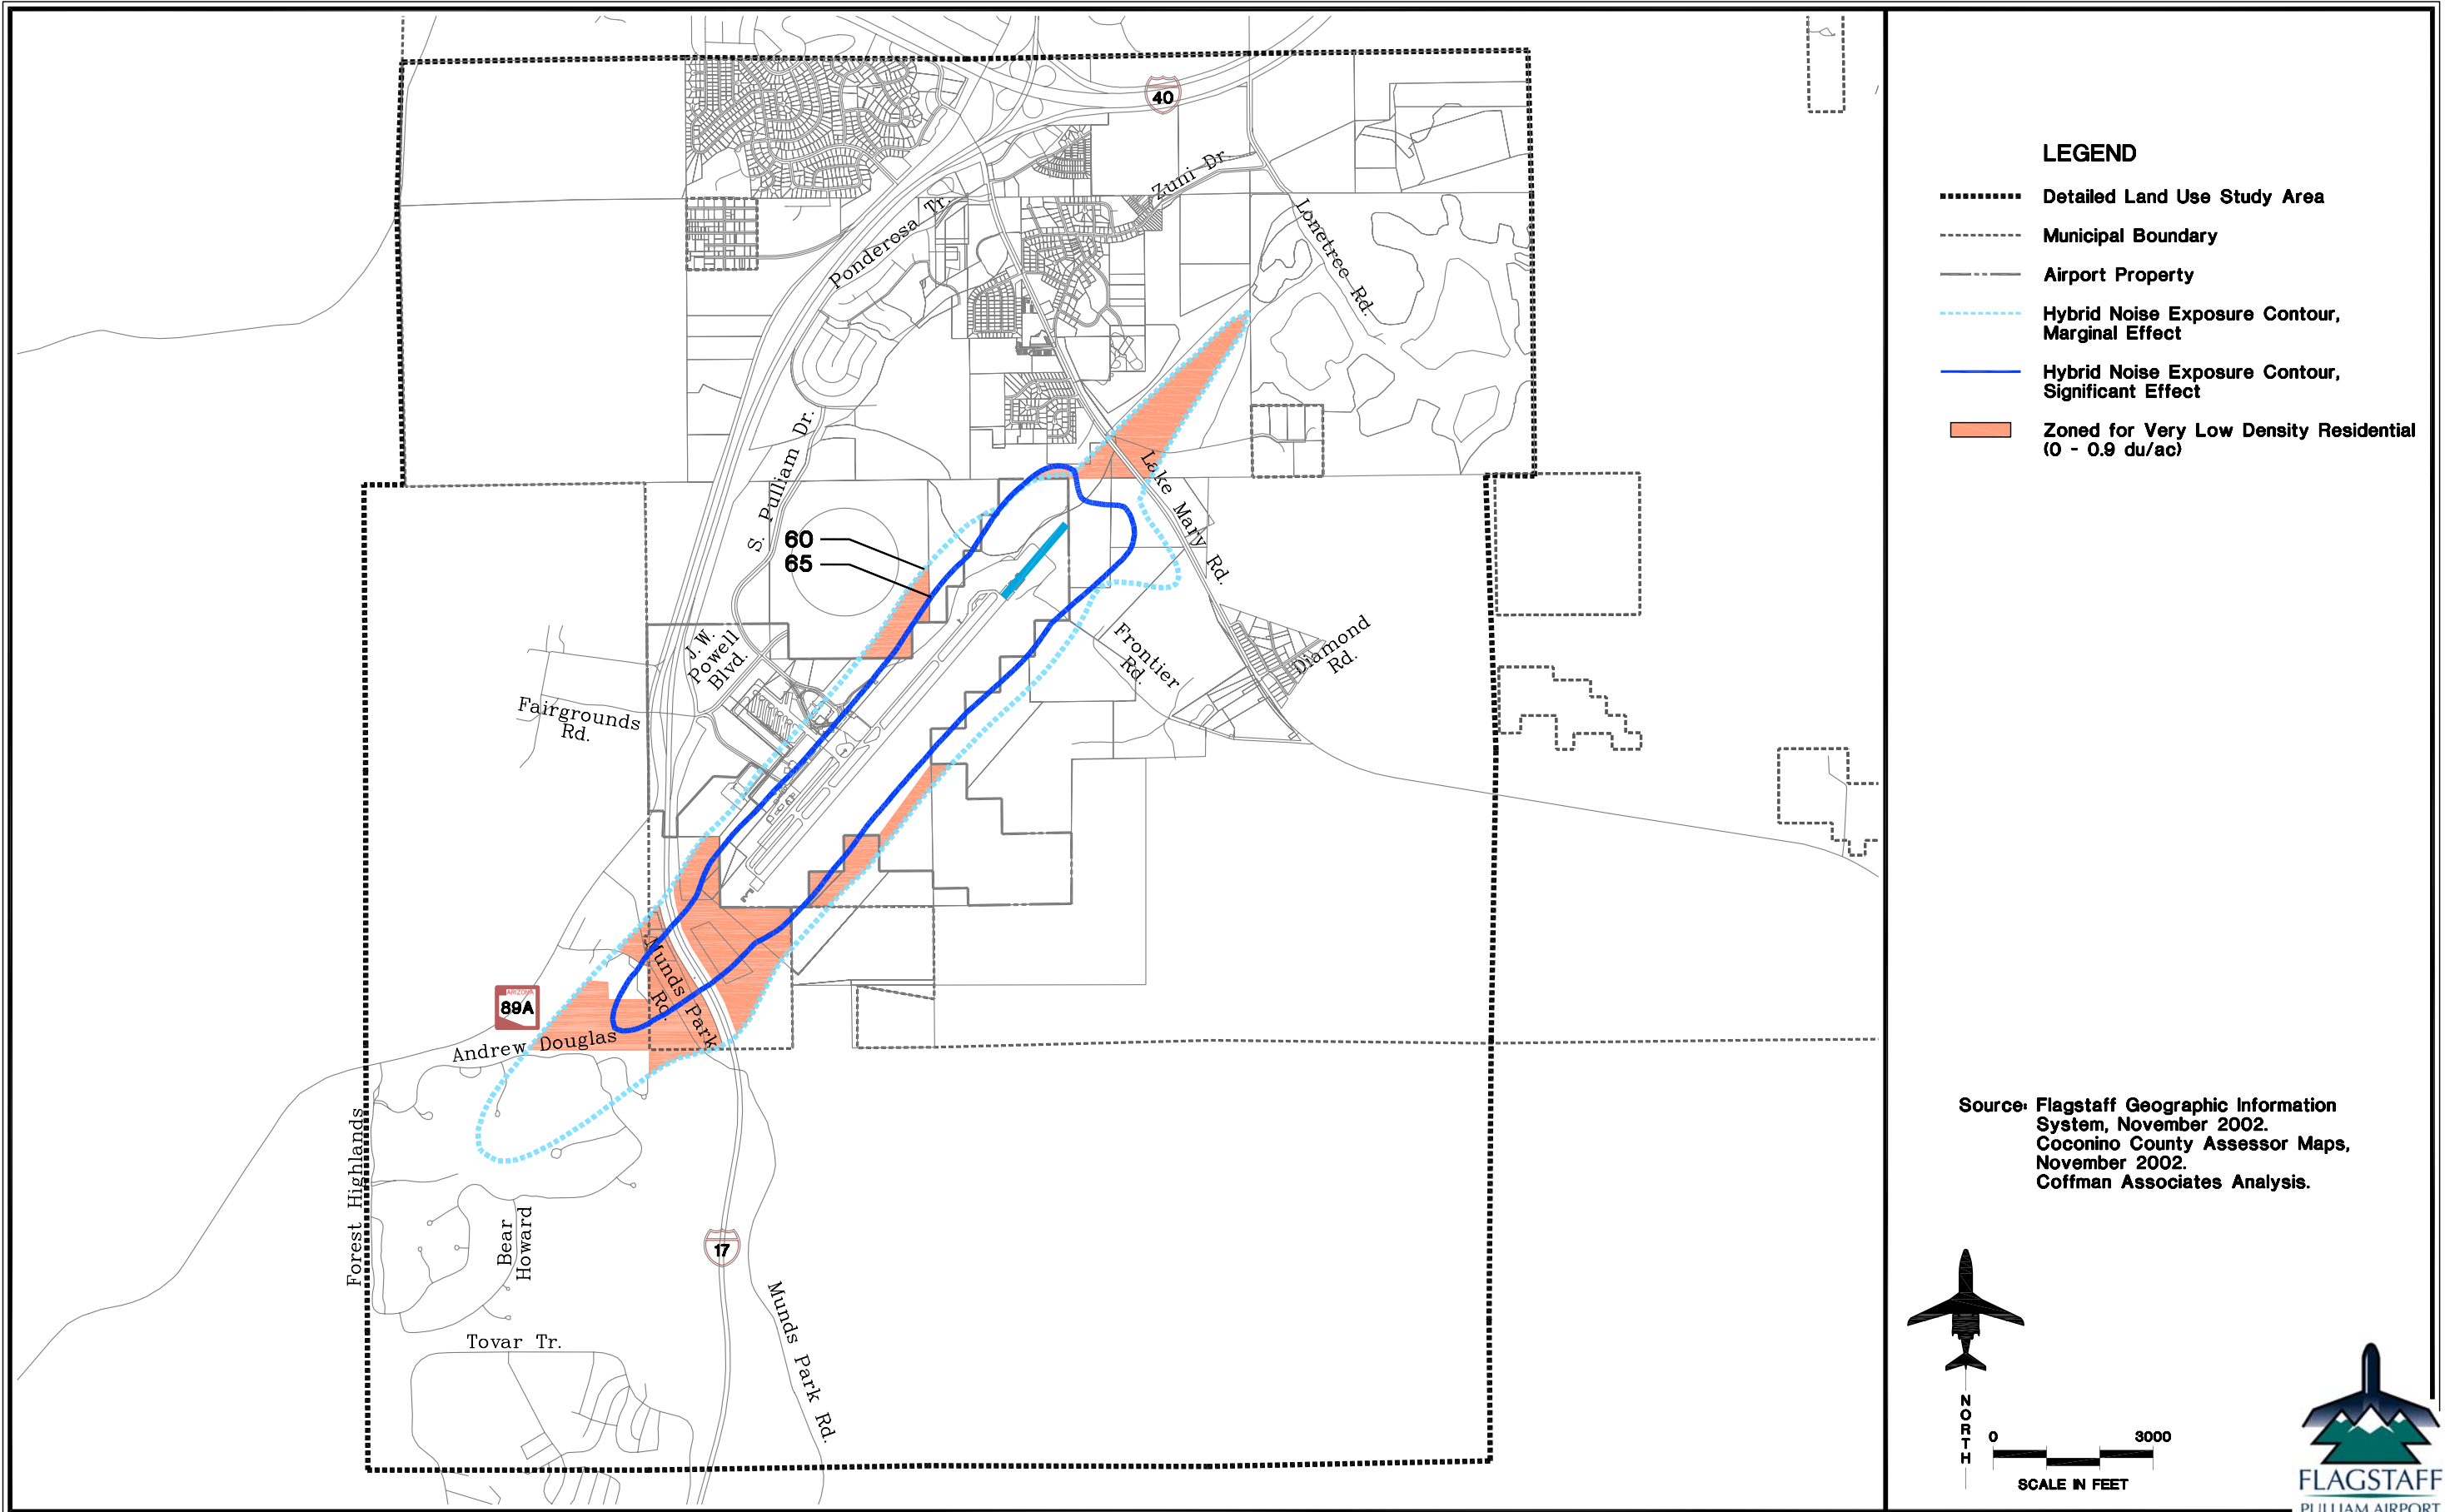 40
Zuni Dr.
Ponderosa Tr.
Lonetree Rd.
S. Pulliam Dr.
Lake Mary Rd.
60
65
J.W.
Powell
Blvd.
Frontier
Rd.
Diamond
Rd.
Fairgrounds
Rd.
Munds Park
Rd.
ARIZONA
89A
Andrew Douglas
Forest Highlands
Bear
Howard
17
Munds Park Rd.
Tovar Tr.
LEGEND
Detailed Land Use Study Area
Municipal Boundary
Airport Property
Hybrid Noise Exposure Contour,
Marginal Effect
Hybrid Noise Exposure Contour,
Significant Effect
Zoned for Very Low Density Residential
(0 - 0.9 du/ac)
Source: Flagstaff Geographic Information
System, November 2002.
Coconino County Assessor Maps,
November 2002.
Coffman Associates Analysis.
NORTH
0 3000
SCALE IN FEET
FLAGSTAFF
PULLIAM AIRPORT